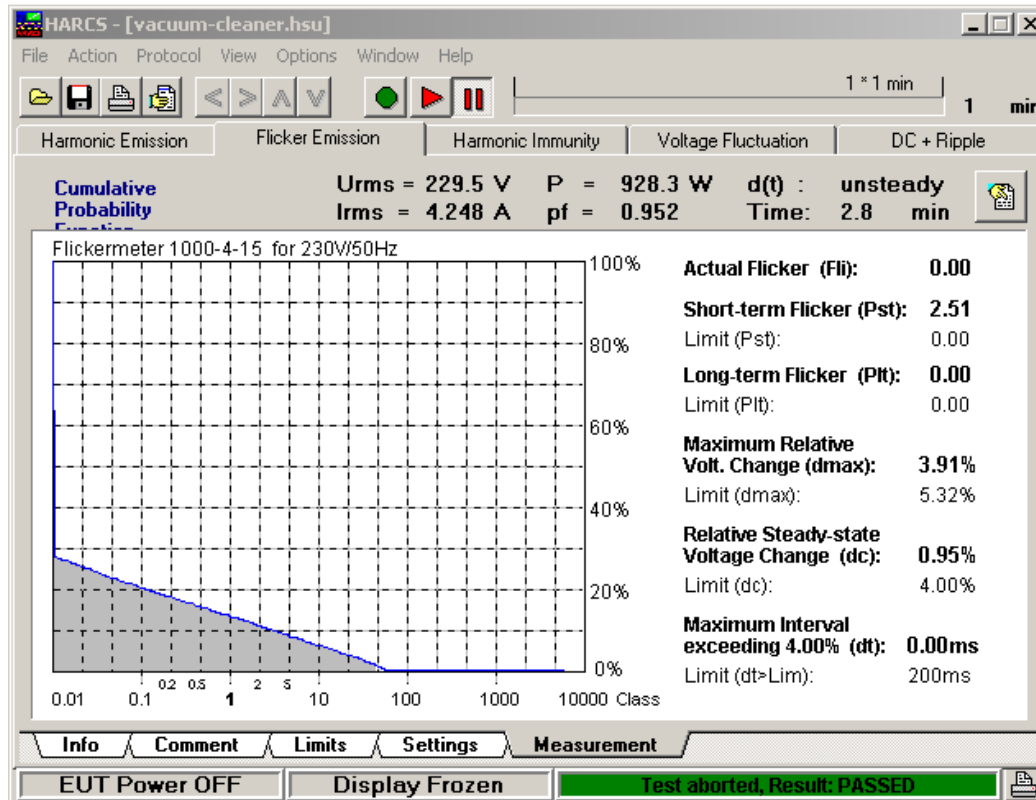 HARCS - [vacuum-cleaner.hsu]
File Action Protocol View Options Window Help
1 * 1 min
1 min
Harmonic Emission Flicker Emission Harmonic Immunity Voltage Fluctuation DC + Ripple
Cumulative
Probability
Function
Urms = 229.5 V P = 928.3 W d(t) : unsteady
Irms = 4.248 A pf = 0.952 Time: 2.8 min
Flickermeter 1000-4-15 for 230V/50Hz
100%
80%
60%
40%
20%
0%
0.01 0.1 0.2 0.5 1 2 5 10 100 1000 10000 Class
Actual Flicker (Fli): 0.00
Short-term Flicker (Pst): 2.51
Limit (Pst): 0.00
Long-term Flicker (Plt): 0.00
Limit (Plt): 0.00
Maximum Relative
Volt. Change (dmax): 3.91%
Limit (dmax): 5.32%
Relative Steady-state
Voltage Change (dc): 0.95%
Limit (dc): 4.00%
Maximum Interval
exceeding 4.00% (dt): 0.00ms
Limit (dt>Lim): 200ms
Info Comment Limits Settings Measurement
EUT Power OFF Display Frozen Test aborted, Result: PASSED